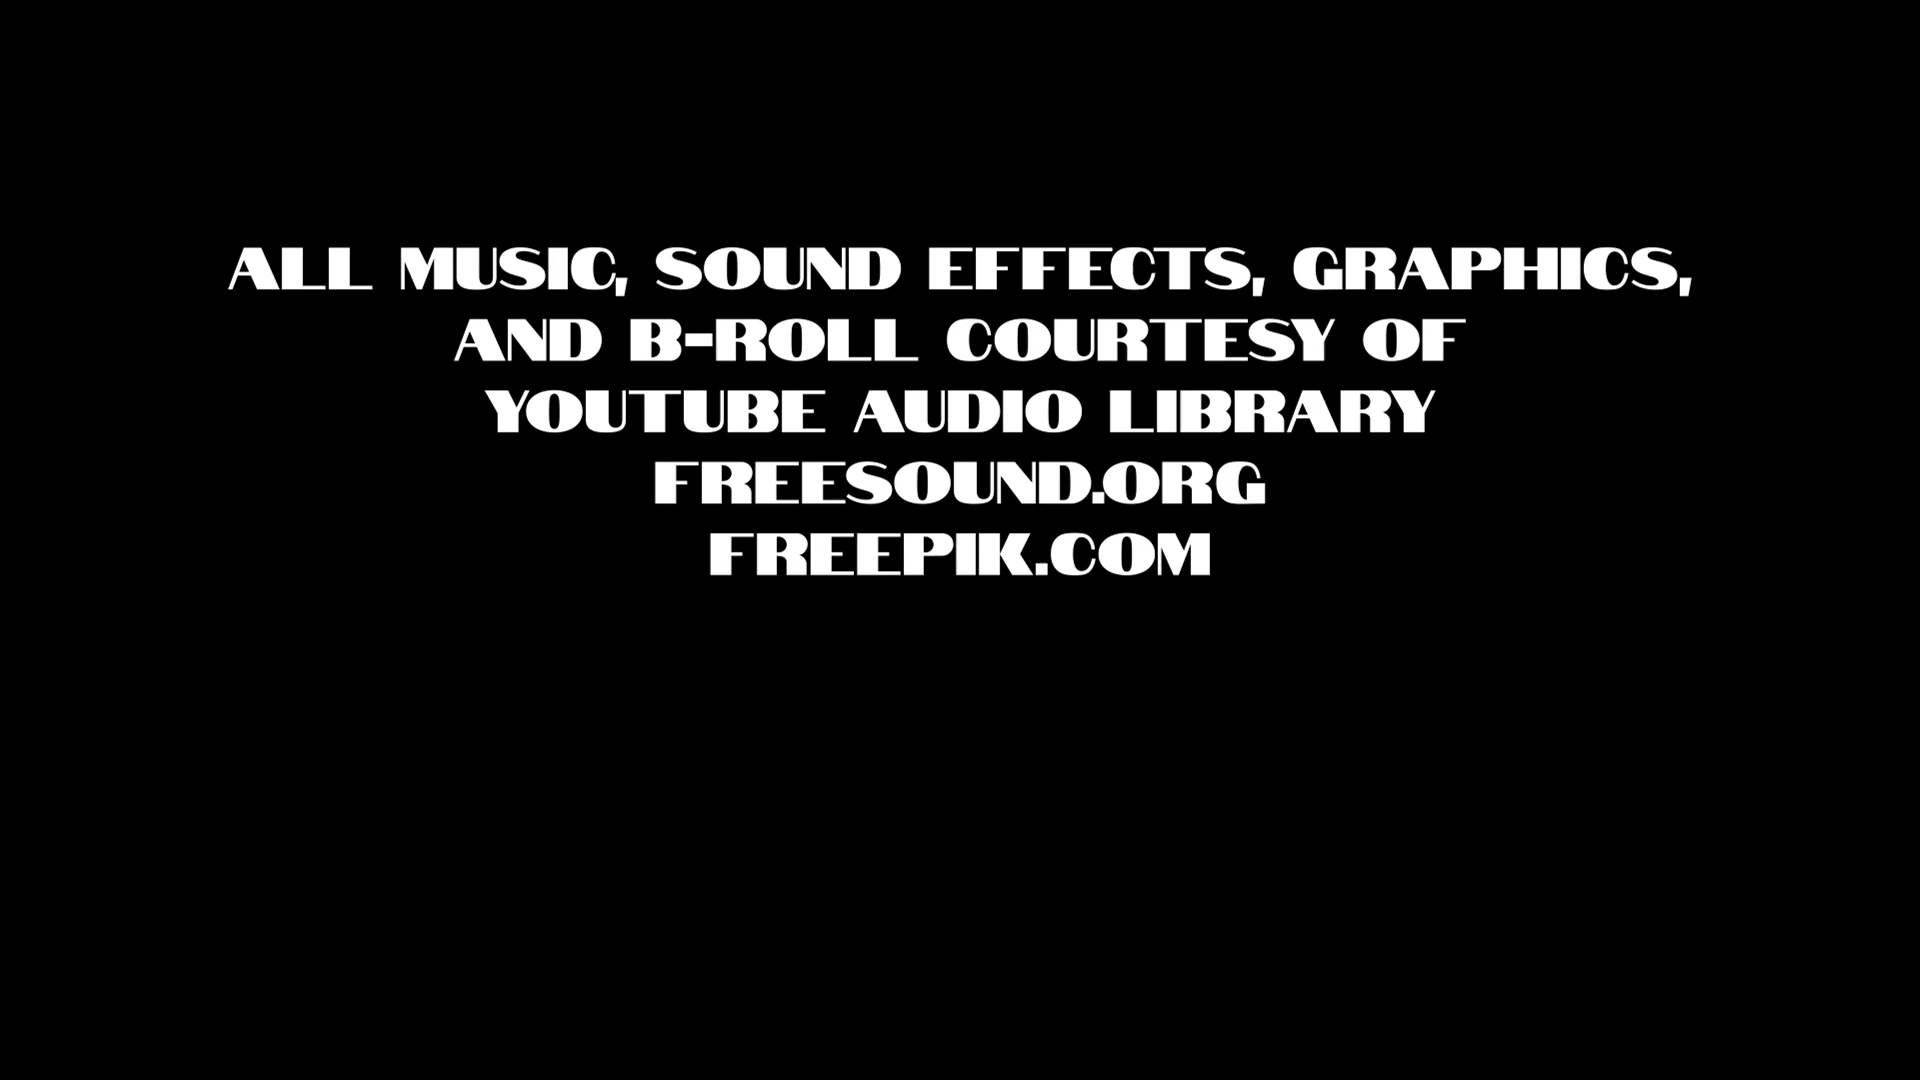 ALL MUSIC, SOUND EFFECTS, GRAPHICS,
AND B-ROLL COURTESY OF
YOUTUBE AUDIO LIBRARY
FREESOUND.ORG
FREEPIK.COM